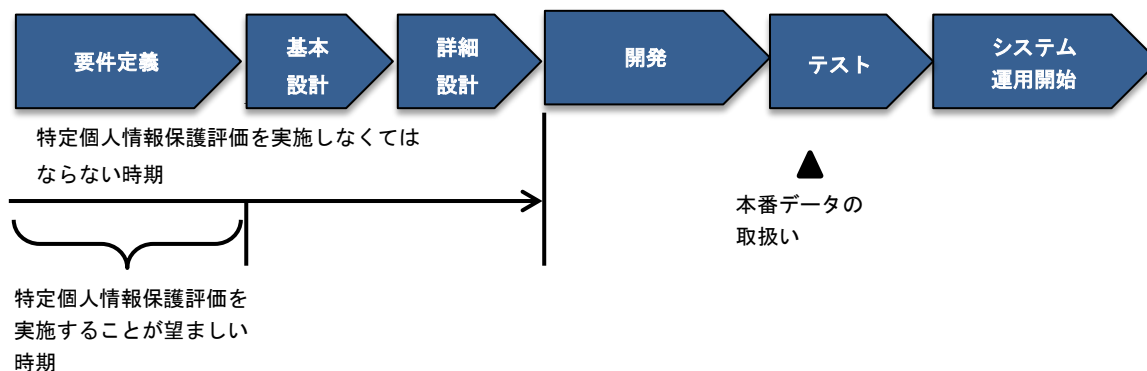 要件定義
基本
設計
詳細
設計
開発
テスト
システム
運用開始
特定個人情報保護評価を実施しなくては
ならない時期
本番データの
取扱い
特定個人情報保護評価を
実施することが望ましい
時期